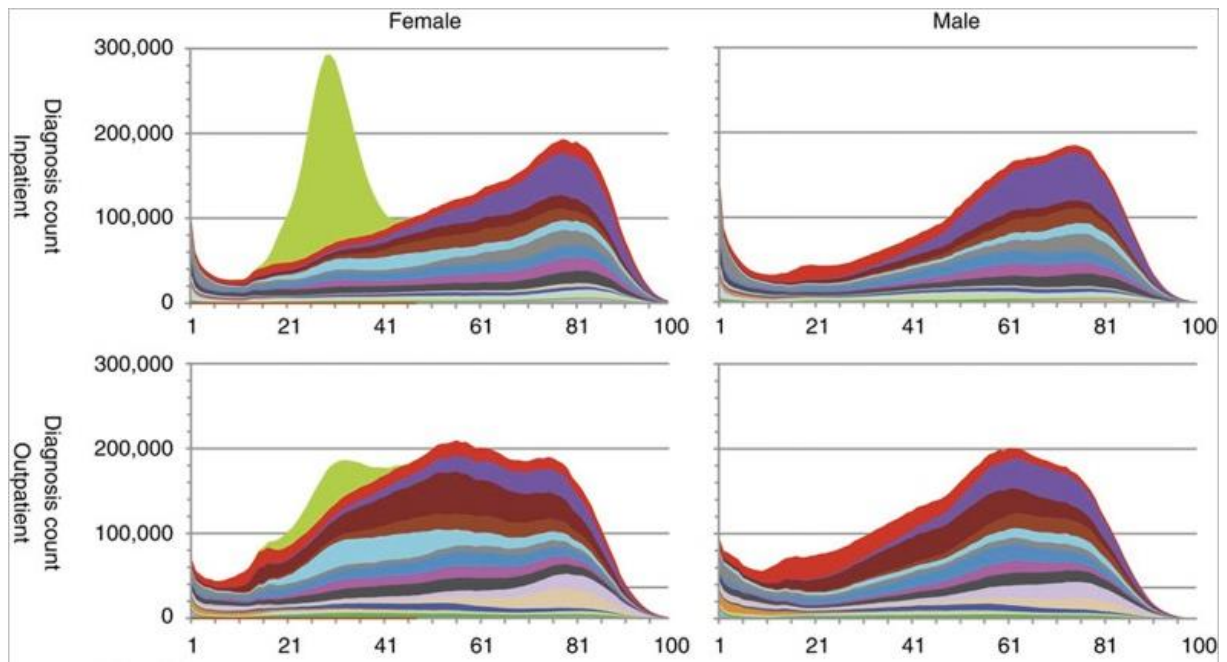 Female
Male
300,000
200,000
100,000
0
Diagnosis count
Inpatient
1 21 41 61 81 100
1 21 41 61 81 100
300,000
200,000
100,000
0
Diagnosis count
Outpatient
1 21 41 61 81 100
1 21 41 61 81 100